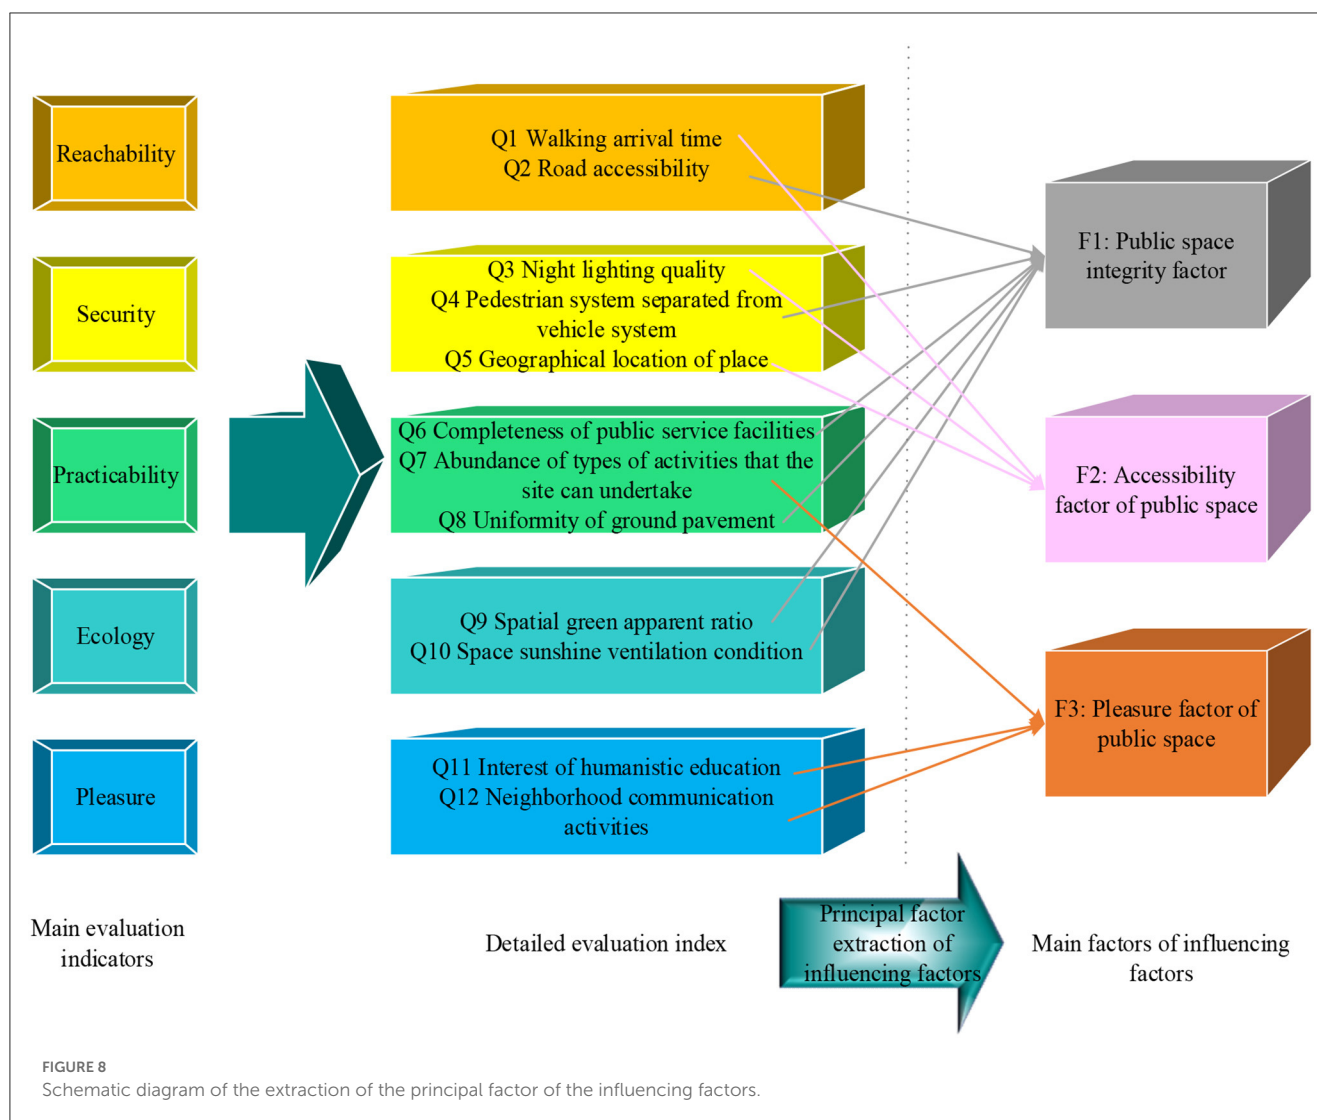 Reachability
Security
Practicability
Ecology
Pleasure
Main evaluation
indicators
Q1 Walking arrival time
Q2 Road accessibility
Q3 Night lighting quality
Q4 Pedestrian system separated from
vehicle system
Q5 Geographical location of place
Q6 Completeness of public service facilities
Q7 Abundance of types of activities that the
site can undertake
Q8 Uniformity of ground pavement
Q9 Spatial green apparent ratio
Q10 Space sunshine ventilation condition
Q11 Interest of humanistic education
Q12 Neighborhood communication
activities
Detailed evaluation index
Principal factor
extraction of
influencing factors
F1: Public space
integrity factor
F2: Accessibility
factor of public space
F3: Pleasure factor of
public space
Main factors of influencing
factors
FIGURE 8
Schematic diagram of the extraction of the principal factor of the influencing factors.